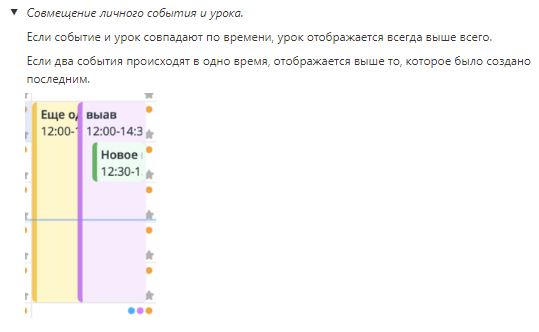 Совмещение личного события и урока.
Если событие и урок совпадают по времени, урок отображается всегда выше всего.
Если два события происходят в одно время, отображается выше то, которое было создано
последним.
Еще о
выав
12:00-
12:00-14:3
Новое
12:30-1